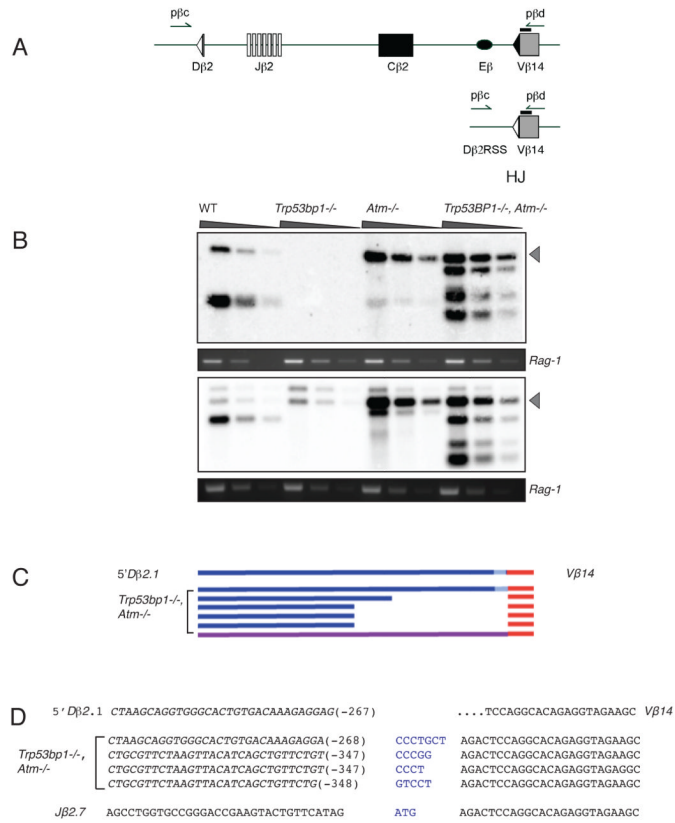 A
pβc
pβd
Dβ2 Jβ2 Cβ2 Eβ Vβ14
pβc pβd
Dβ2RSS Vβ14
HJ
B
WT Trp53bp1-/- Atm-/- Trp53BP1-/-, Atm-/-
Rag-1
Rag-1
C
5'Dβ2.1 Vβ14
Trp53bp1-/-,
Atm-/-
D
5'Dβ2.1 CTAAGCAGGTGGGCACTGTGACAAAGAGGAG(-267) ....TCCAGGCACAGAGGTAGAAGC Vβ14
CTAAGCAGGTGGGCACTGTGACAAAGAGGA(-268) CCCTGCT AGACTCCAGGCACAGAGGTAGAAGC
Trp53bp1-/-, CTGCGTTCTAAGTTACATCAGCTGTTCTGT(-347) CCCGG AGACTCCAGGCACAGAGGTAGAAGC
Atm-/- CTGCGTTCTAAGTTACATCAGCTGTTCTGT(-347) CCCT AGACTCCAGGCACAGAGGTAGAAGC
CTGCGTTCTAAGTTACATCAGCTGTTCTG(-348) GTCCT AGACTCCAGGCACAGAGGTAGAAGC
Jβ2.7 AGCCTGGTGCCGGGACCGAAGTACTGTTCATAG ATG AGACTCCAGGCACAGAGGTAGAAGC